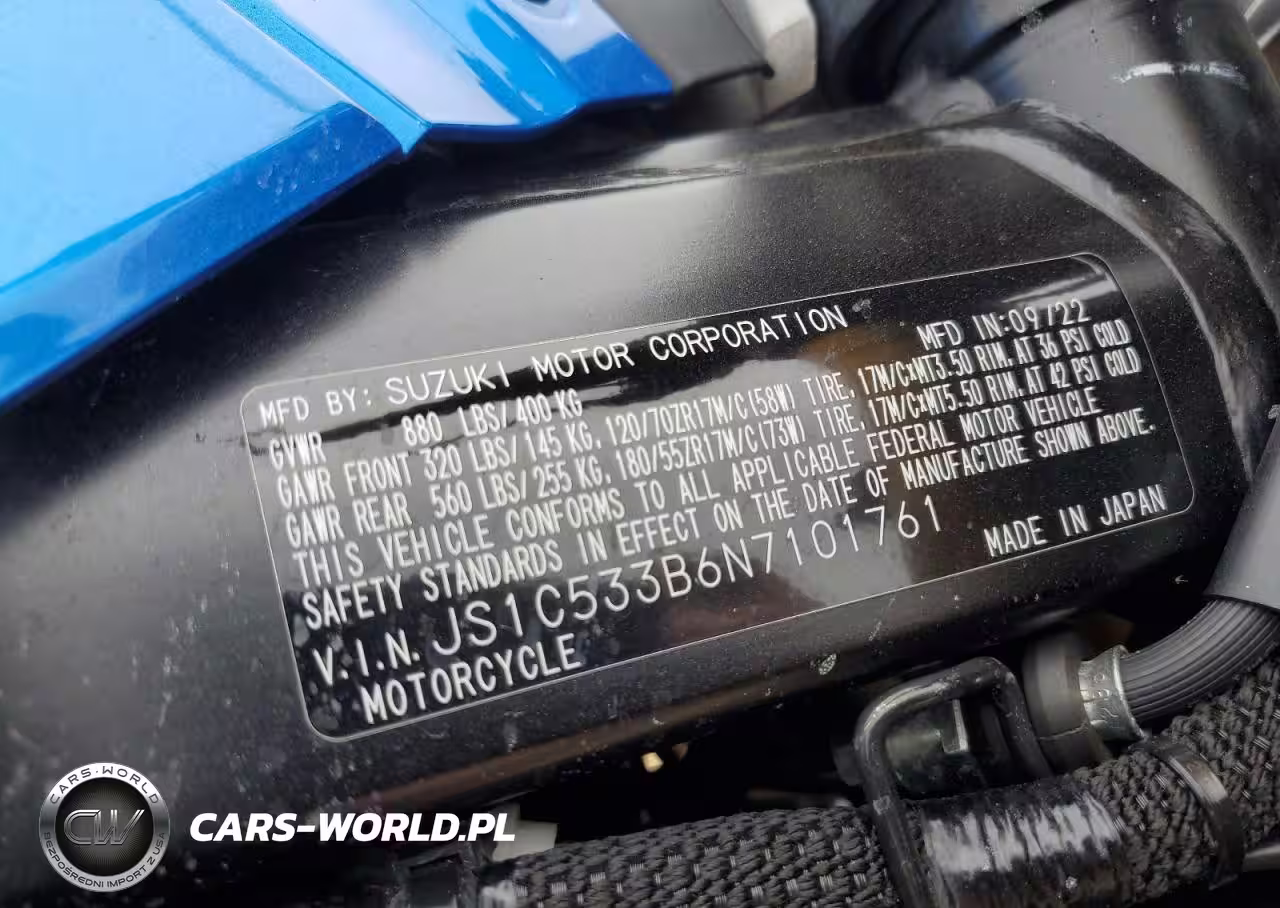 MFD BY: SUZUKI MOTOR CORPORATION MFD IN:09/22
GVWR 880 LBS/400 KG
GAWR FRONT 320 LBS/145 KG, 120/70ZR17M/C(58W) TIRE, 17M/CxMT3.50 RIM. AT 36 PSI COLD
GAWR REAR 560 LBS/255 KG, 180/55ZR17M/C(73W) TIRE, 17M/CxMT5.50 RIM. AT 42 PSI COLD
THIS VEHICLE CONFORMS TO ALL APPLICABLE FEDERAL MOTOR VEHICLE
SAFETY STANDARDS IN EFFECT ON THE DATE OF MANUFACTURE SHOWN ABOVE.
V.I.N. JS1C533B6N7101761 MADE IN JAPAN
MOTORCYCLE
CARS-WORLD
CW
BEZPOŚREDNI IMPORT Z USA
CARS-WORLD.PL